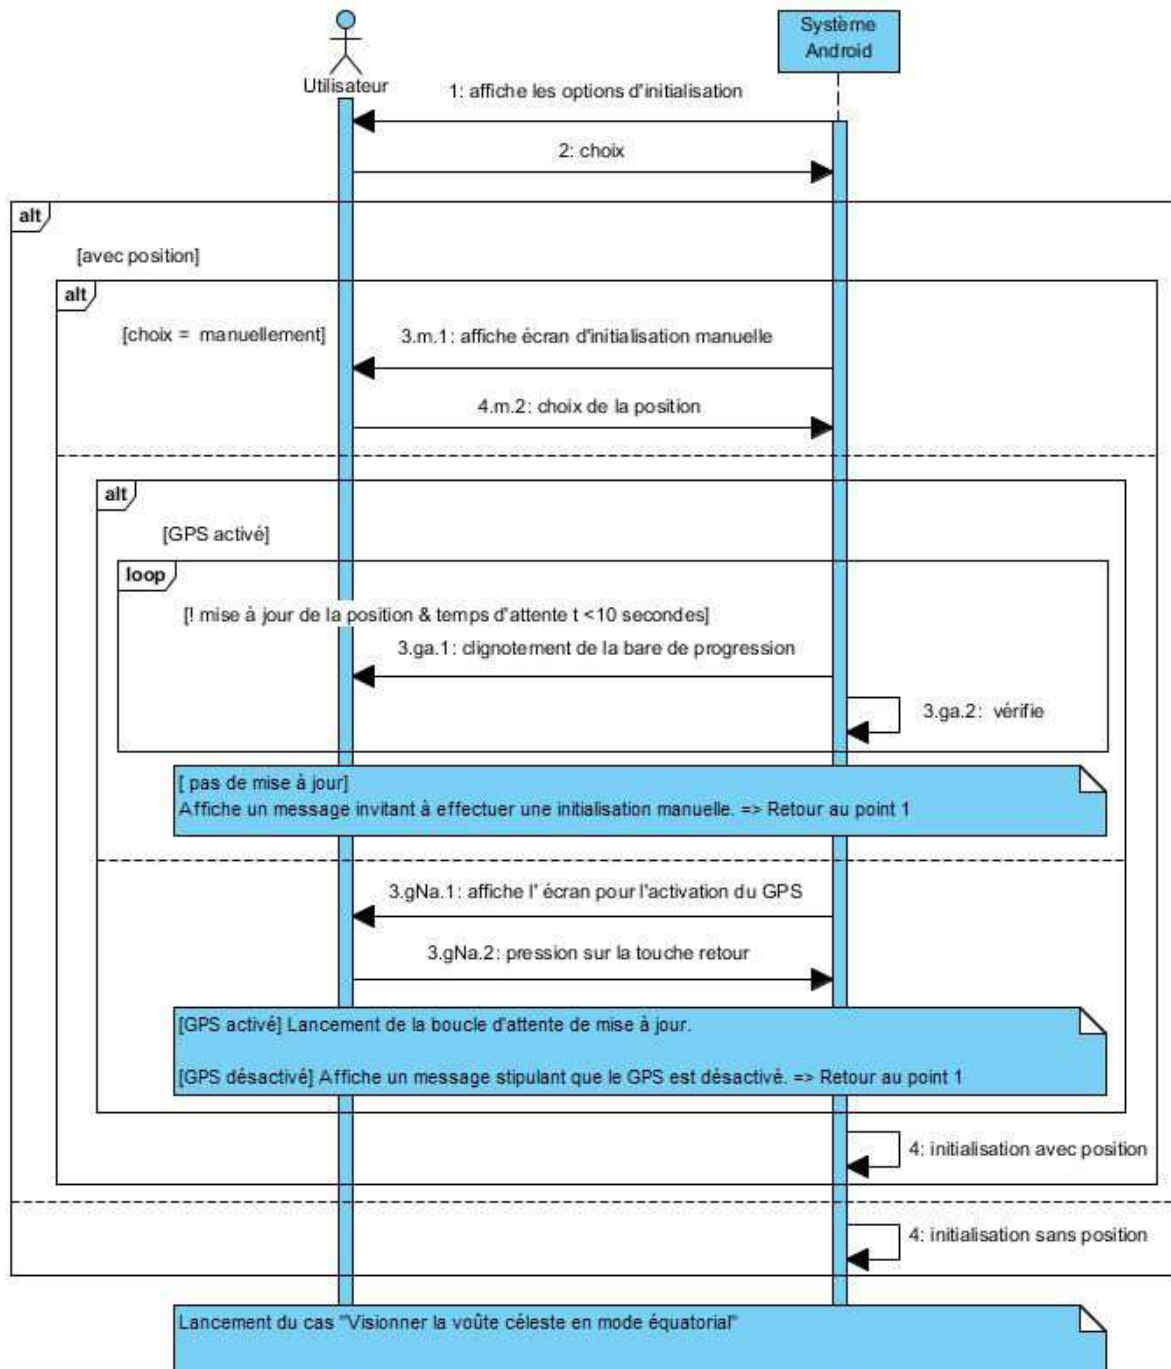 Système
Android
Utilisateur
1: affiche les options d'initialisation
2: choix
alt
[avec position]
alt
[choix = manuellement]
3.m.1: affiche écran d'initialisation manuelle
4.m.2: choix de la position
alt
[GPS activé]
loop
[! mise à jour de la position & temps d'attente t <10 secondes]
3.ga.1: clignotement de la bare de progression
3.ga.2: vérifie
[ pas de mise à jour]
Affiche un message invitant à effectuer une initialisation manuelle. => Retour au point 1
3.gNa.1: affiche l' écran pour l'activation du GPS
3.gNa.2: pression sur la touche retour
[GPS activé] Lancement de la boucle d'attente de mise à jour.
[GPS désactivé] Affiche un message stipulant que le GPS est désactivé. => Retour au point 1
4: initialisation avec position
4: initialisation sans position
Lancement du cas "Visionner la voûte céleste en mode équatorial"